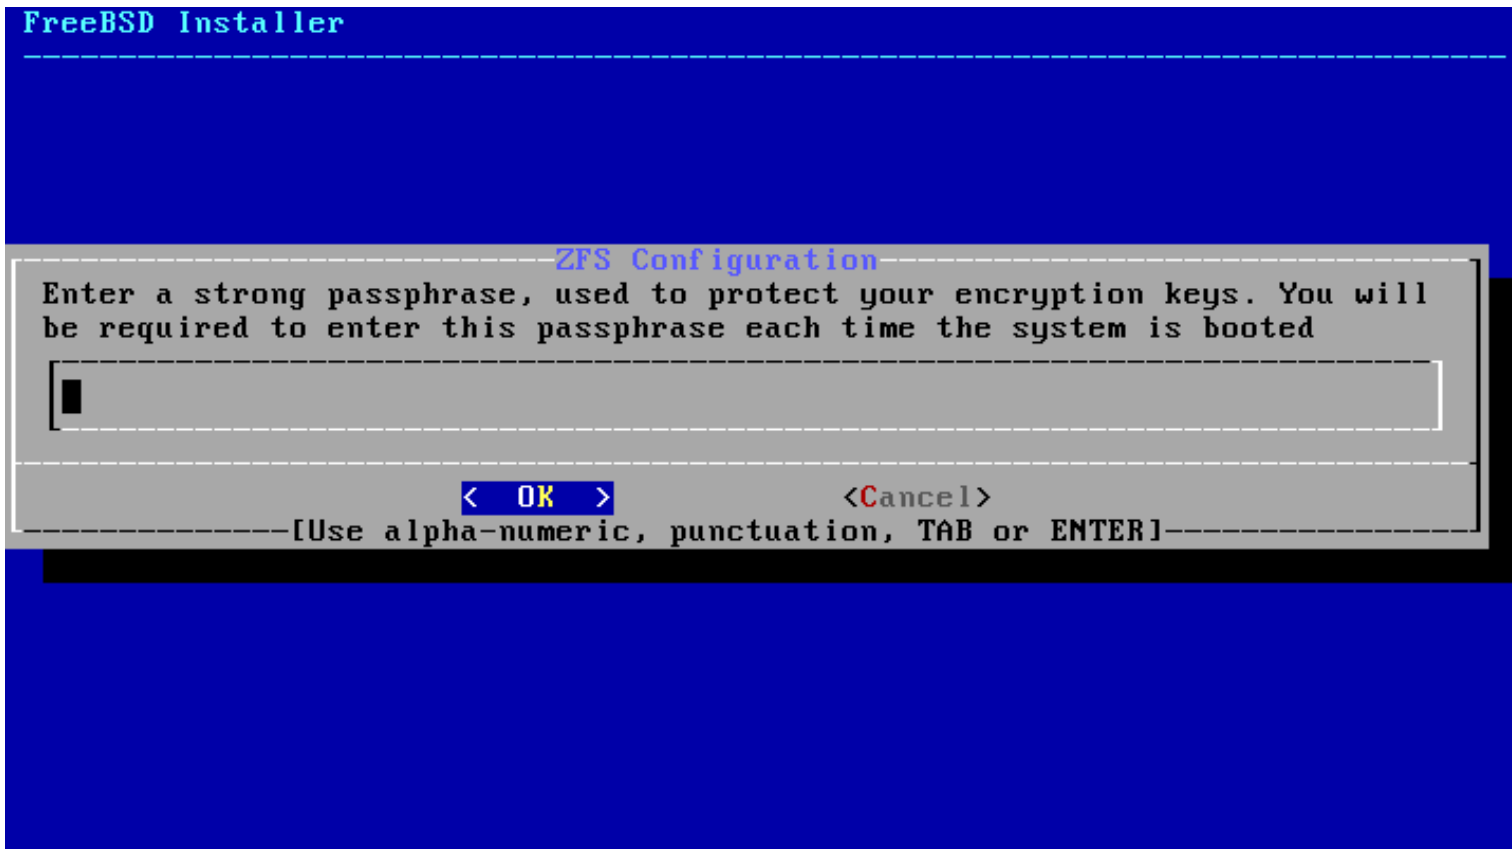 FreeBSD Installer
ZFS Configuration
Enter a strong passphrase, used to protect your encryption keys. You will
be required to enter this passphrase each time the system is booted
< OK > <Cancel>
[Use alpha-numeric, punctuation, TAB or ENTER]